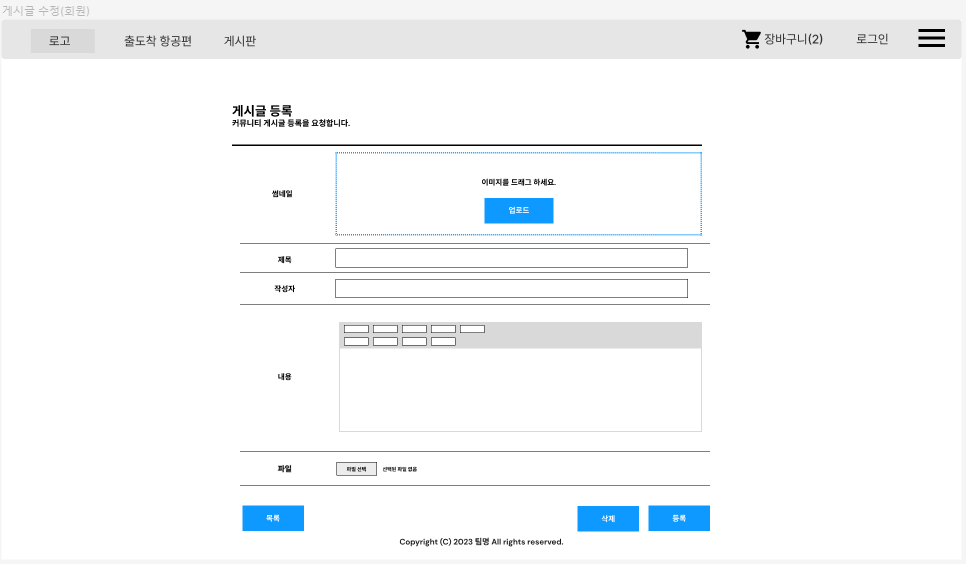 게시글 수정(회원)
로고 출도착 항공편 게시판 장바구니(2) 로그인
게시글 등록
커뮤니티 게시글 등록을 요청합니다.
썸네일
이미지를 드래그 하세요.
업로드
제목
작성자
내용
파일 파일 선택 선택된 파일 없음
목록 삭제 등록
Copyright (C) 2023 팀명 All rights reserved.